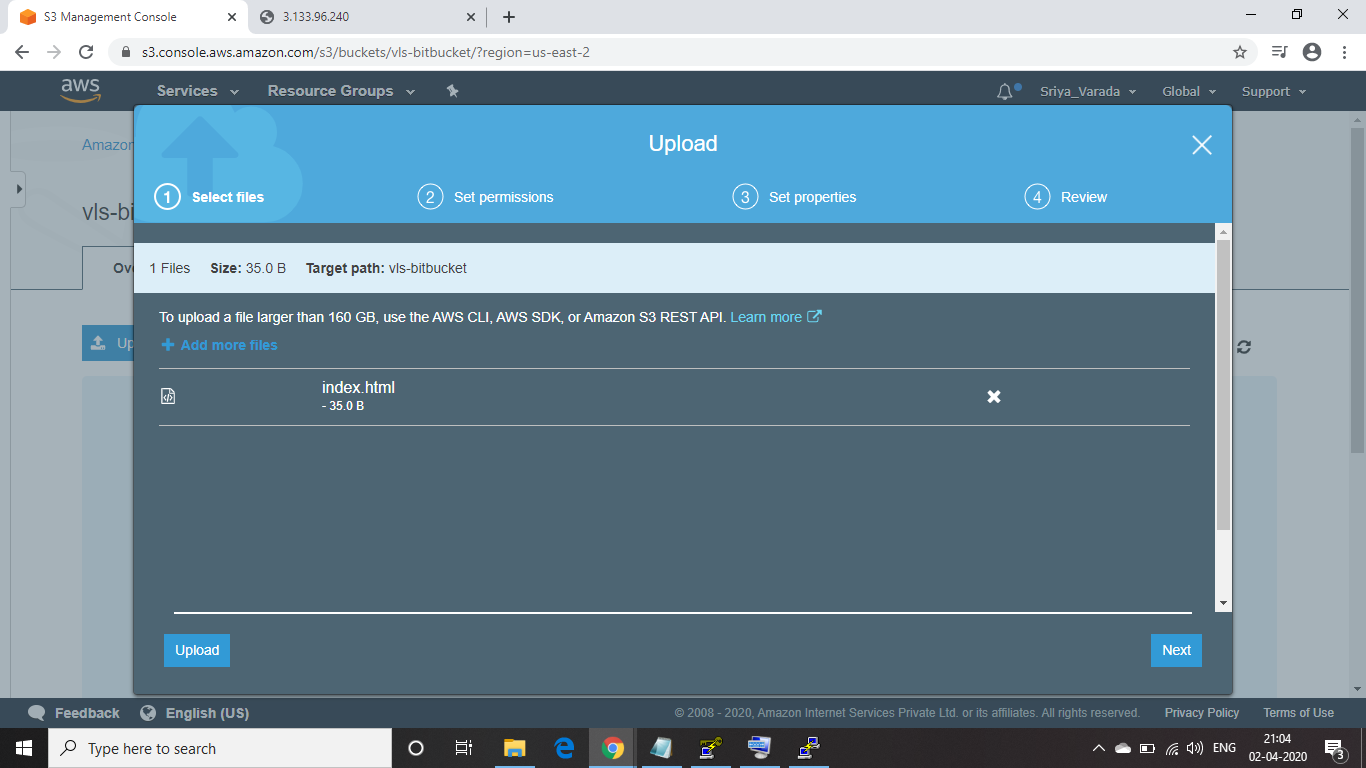 S3 Management Console
3.133.96.240
s3.console.aws.amazon.com/s3/buckets/vls-bitbucket/?region=us-east-2
aws
Services
Resource Groups
Sriya_Varada
Global
Support
Amazon
Upload
1 Select files
2 Set permissions
3 Set properties
4 Review
vls-bi
Ov
1 Files Size: 35.0 B Target path: vls-bitbucket
To upload a file larger than 160 GB, use the AWS CLI, AWS SDK, or Amazon S3 REST API. Learn more
Up
Add more files
index.html
- 35.0 B
Upload
Next
Feedback
English (US)
© 2008 - 2020, Amazon Internet Services Private Ltd. or its affiliates. All rights reserved.
Privacy Policy
Terms of Use
Type here to search
ENG
21:04
02-04-2020
3